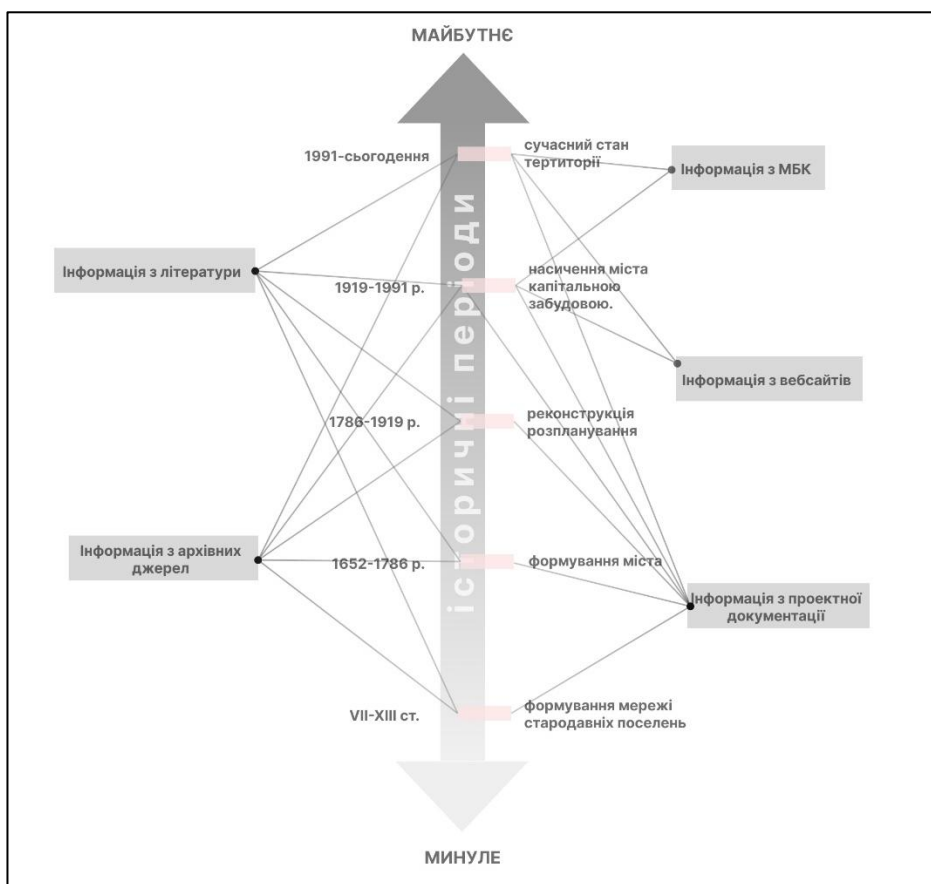 МАЙБУТНЄ
1991-сьогодення
сучасний стан
тертиторії
Інформація з МБК
Інформація з літератури
1919-1991 р.
насичення міста
капітальною
забудовою.
Інформація з вебсайтів
історичні періоди
1786-1919 р.
реконструкція
розпланування
Інформація з архівних
джерел
1652-1786 р.
формування міста
Інформація з проектної
документації
VII-XIII ст.
формування мережі
стародавніх поселень
МИНУЛЕ